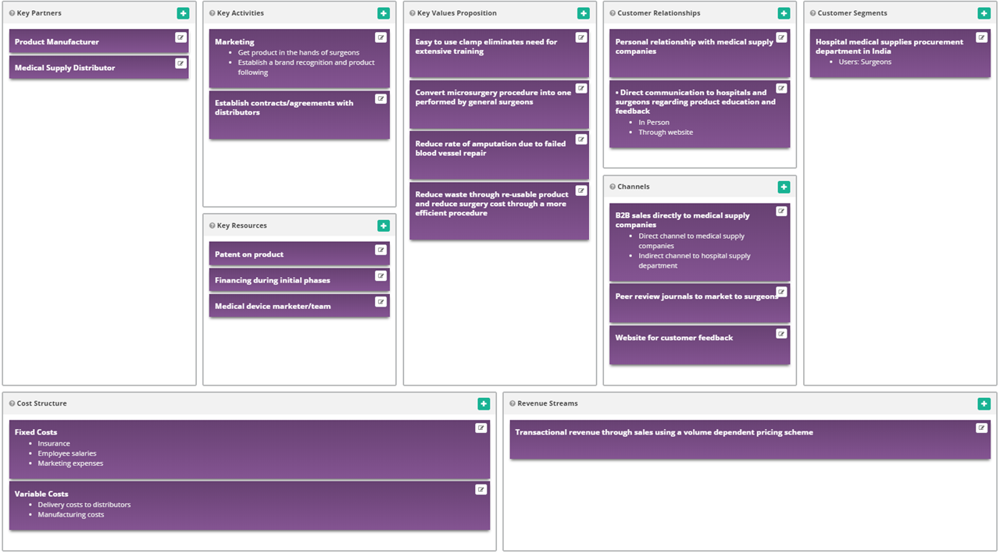 Key Partners
Product Manufacturer
Medical Supply Distributor
Key Activities
Marketing
• Get product in the hands of surgeons
• Establish a brand recognition and product
following
Establish contracts/agreements with
distributors
Key Resources
Patent on product
Financing during initial phases
Medical device marketer/team
Key Values Proposition
Easy to use clamp eliminates need for
extensive training
Convert microsurgery procedure into one
performed by general surgeons
Reduce rate of amputation due to failed
blood vessel repair
Reduce waste through re-usable product
and reduce surgery cost through a more
efficient procedure
Customer Relationships
Personal relationship with medical supply
companies
• Direct communication to hospitals and
surgeons regarding product education and
feedback
• In Person
• Through website
Channels
B2B sales directly to medical supply
companies
• Direct channel to medical supply
companies
• Indirect channel to hospital supply
department
Peer review journals to market to surgeons
Website for customer feedback
Customer Segments
Hospital medical supplies procurement
department in India
• Users: Surgeons
Cost Structure
Fixed Costs
• Insurance
• Employee salaries
• Marketing expenses
Variable Costs
• Delivery costs to distributors
• Manufacturing costs
Revenue Streams
Transactional revenue through sales using a volume dependent pricing scheme